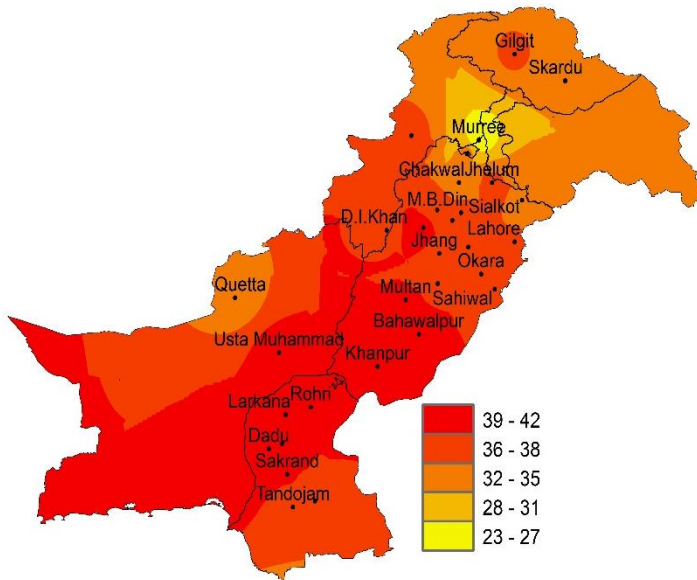 Gilgit
Skardu
Murree
Chakwal
Jhelum
M.B.Din
Sialkot
D.I.Khan
Lahore
Jhang
Okara
Quetta
Multan
Sahiwal
Bahawalpur
Usta Muhammad
Khanpur
Larkana
Rohri
Dadu
Sakrand
Tandojam
39 - 42
36 - 38
32 - 35
28 - 31
23 - 27